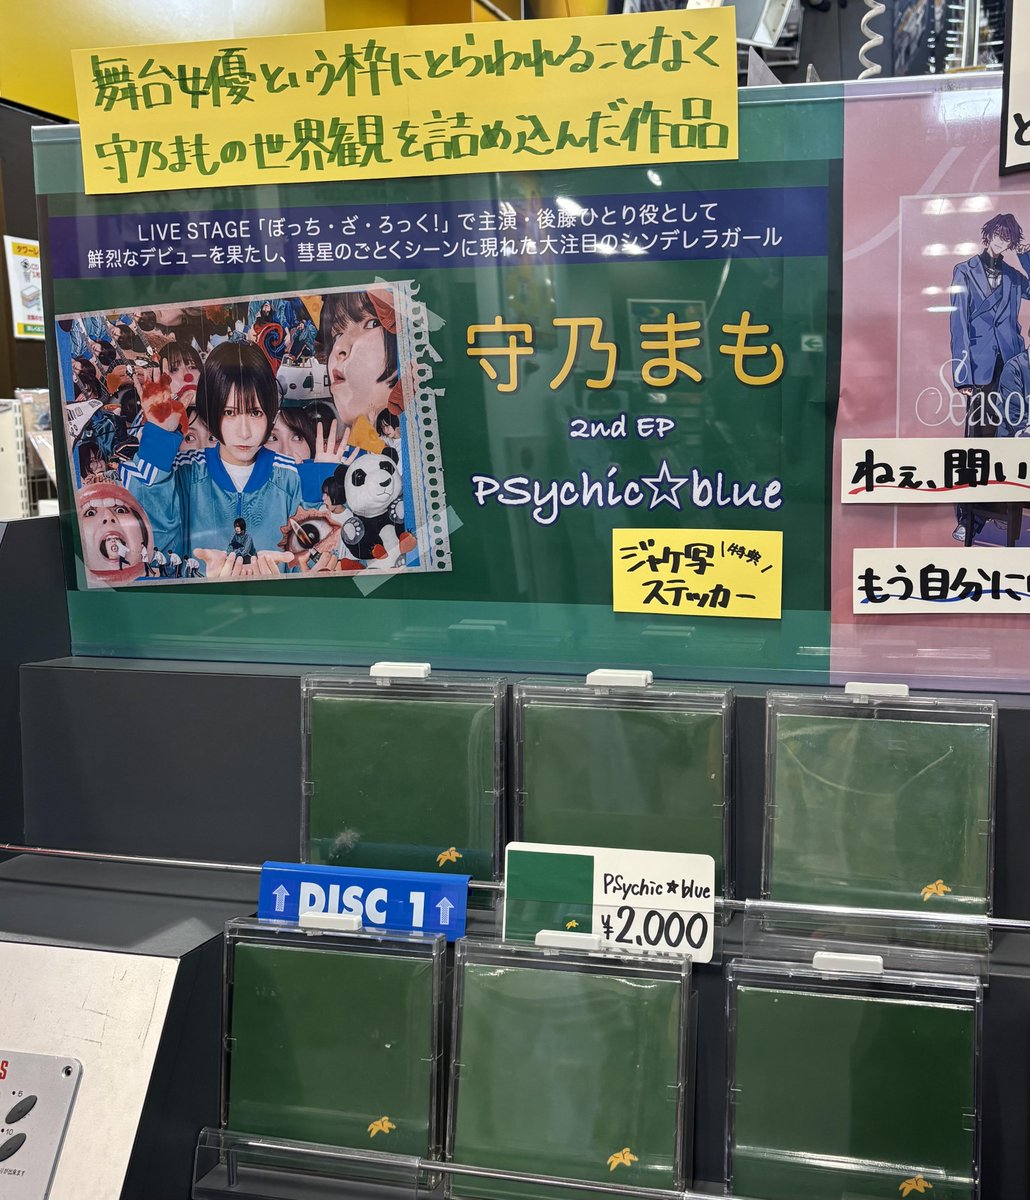 舞台女優という枠にとらわれることなく
守乃まもの世界観を詰め込んだ作品
LIVE STAGE「ぼっち・ざ・ろっく!」で主演・後藤ひとり役として
鮮烈なデビューを果たし、彗星のごとくシーンに現れた大注目のシンデレラガール
守乃まも
2nd EP
PSychic☆blue
ジャケ写
特典
ステッカー
Season
ねぇ、聞い
もう自分に
DISC 1
PSychic★blue
¥2,000
5
10